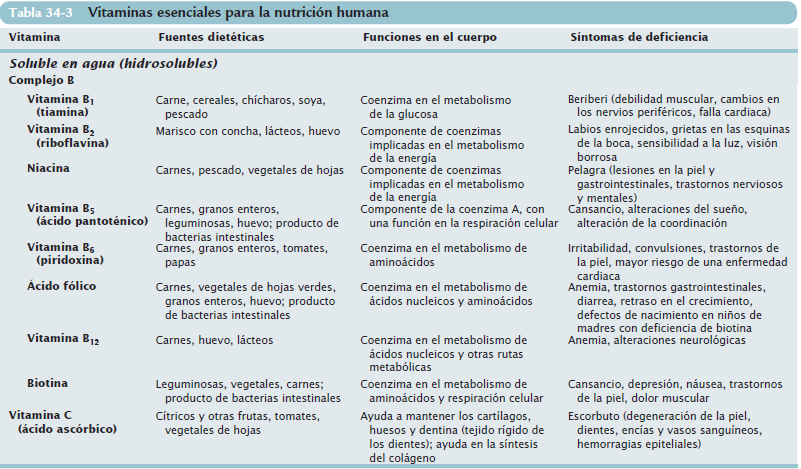 Tabla 34-3 Vitaminas esenciales para la nutrición humana
Vitamina Fuentes dietéticas Funciones en el cuerpo Síntomas de deficiencia
Soluble en agua (hidrosolubles)
Complejo B
Vitamina B1 Carne, cereales, chícharos, soya, Coenzima en el metabolismo Beriberi (debilidad muscular, cambios en
(tiamina) pescado de la glucosa los nervios periféricos, falla cardiaca)
Vitamina B2 Marisco con concha, lácteos, huevo Componente de coenzimas Labios enrojecidos, grietas en las esquinas
(riboflavina) implicadas en el metabolismo de la boca, sensibilidad a la luz, visión
de la energía borrosa
Niacina Carnes, pescado, vegetales de hojas Componente de coenzimas Pelagra (lesiones en la piel y
implicadas en el metabolismo gastrointestinales, trastornos nerviosos
de la energía y mentales)
Vitamina B5 Carnes, granos enteros, Componente de la coenzima A, con Cansancio, alteraciones del sueño,
(ácido pantoténico) leguminosas, huevo; producto de una función en la respiración celular alteración de la coordinación
bacterias intestinales
Vitamina B6 Carnes, granos enteros, tomates, Coenzima en el metabolismo de Irritabilidad, convulsiones, trastornos de
(piridoxina) papas aminoácidos la piel, mayor riesgo de una enfermedad
cardiaca
Ácido fólico Carnes, vegetales de hojas verdes, Coenzima en el metabolismo de Anemia, trastornos gastrointestinales,
granos enteros, huevo; producto ácidos nucleicos y aminoácidos diarrea, retraso en el crecimiento,
de bacterias intestinales defectos de nacimiento en niños de
madres con deficiencia de biotina
Vitamina B12 Carnes, huevo, lácteos Coenzima en el metabolismo de Anemia, alteraciones neurológicas
ácidos nucleicos y otras rutas
metabólicas
Biotina Leguminosas, vegetales, carnes; Coenzima en el metabolismo de Cansancio, depresión, náusea, trastornos
producto de bacterias intestinales aminoácidos y respiración celular de la piel, dolor muscular
Vitamina C Cítricos y otras frutas, tomates, Ayuda a mantener los cartílagos, Escorbuto (degeneración de la piel,
(ácido ascórbico) vegetales de hojas huesos y dentina (tejido rígido de dientes, encías y vasos sanguíneos,
los dientes); ayuda en la síntesis hemorragias epiteliales)
del colágeno